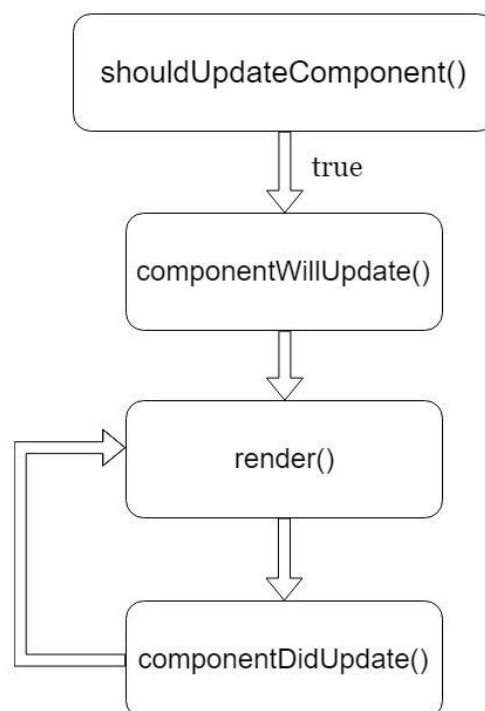 shouldUpdateComponent()
true
componentWillUpdate()
render()
componentDidUpdate()